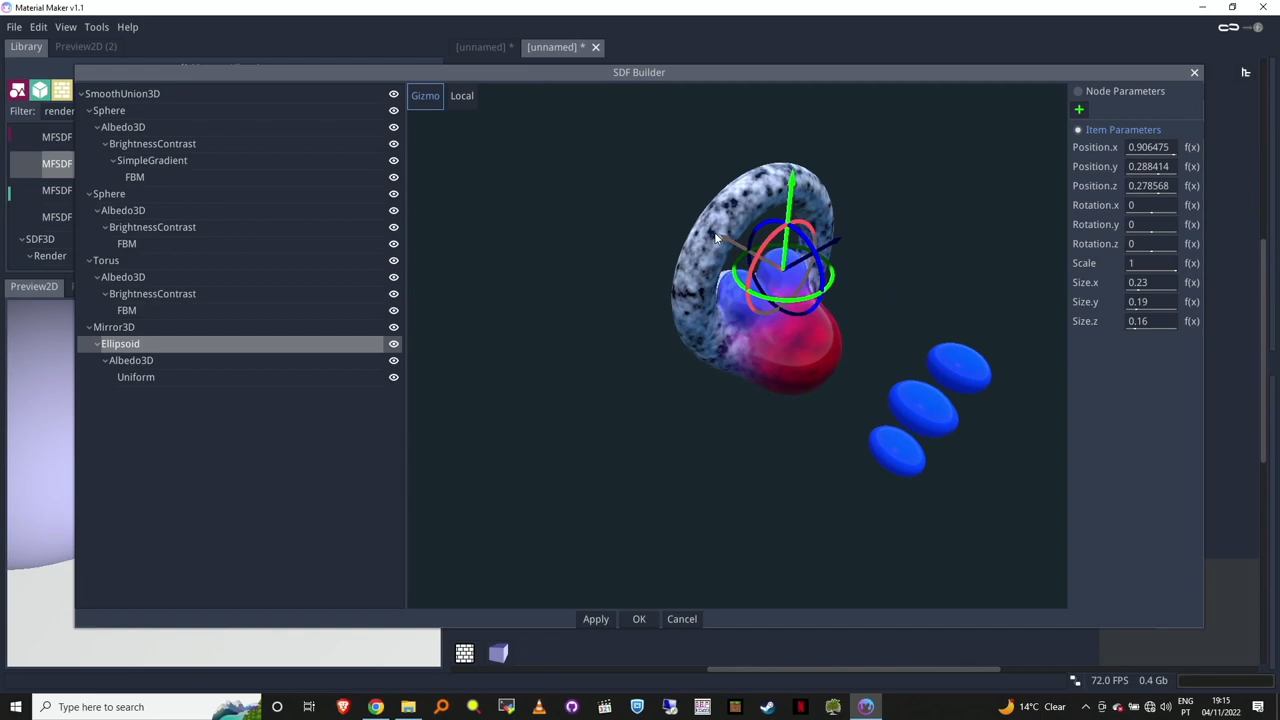 Material Maker v1.1
File Edit View Tools Help
Library Preview2D (2) [unnamed] * [unnamed] *
SDF Builder
SmoothUnion3D
Sphere
Albedo3D
BrightnessContrast
SimpleGradient
FBM
Sphere
Albedo3D
BrightnessContrast
FBM
Torus
Albedo3D
BrightnessContrast
FBM
Mirror3D
Ellipsoid
Albedo3D
Uniform
Gizmo Local
Node Parameters
Item Parameters
Position.x 0.906475 f(x)
Position.y 0.288414 f(x)
Position.z 0.278568 f(x)
Rotation.x 0 f(x)
Rotation.y 0 f(x)
Rotation.z 0 f(x)
Scale 1 f(x)
Size.x 0.23 f(x)
Size.y 0.19 f(x)
Size.z 0.16 f(x)
Filter: render
MFSDF
MFSDF
MFSDF
MFSDF
SDF3D
Render
Preview2D
Apply OK Cancel
72.0 FPS 0.4 Gb
Type here to search
14°C Clear
ENG
PT
19:15
04/11/2022